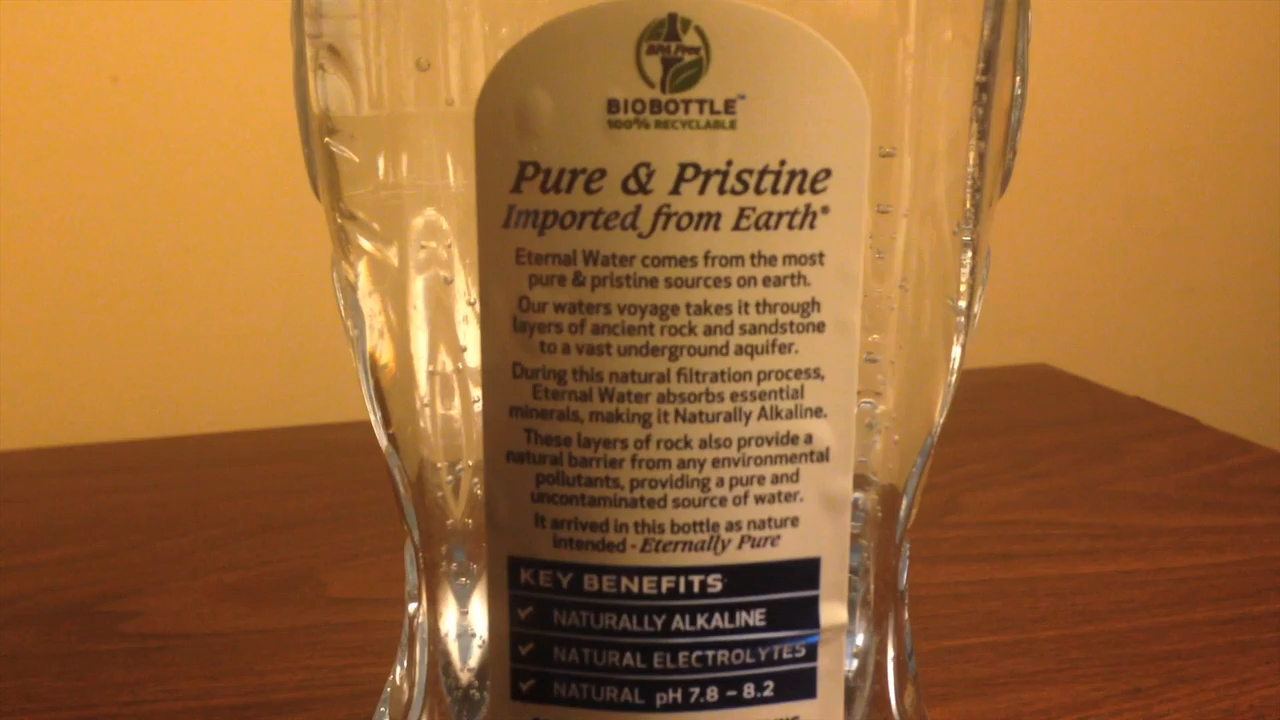 BPA Free
BIOBOTTLE™
100% RECYCLABLE
Pure & Pristine
Imported from Earth®
Eternal Water comes from the most
pure & pristine sources on earth.
Our waters voyage takes it through
layers of ancient rock and sandstone
to a vast underground aquifer.
During this natural filtration process,
Eternal Water absorbs essential
minerals, making it Naturally Alkaline.
These layers of rock also provide a
natural barrier from any environmental
pollutants, providing a pure and
uncontaminated source of water.
It arrived in this bottle as nature
intended - Eternally Pure
KEY BENEFITS
✓ NATURALLY ALKALINE
✓ NATURAL ELECTROLYTES
✓ NATURAL pH 7.8 – 8.2